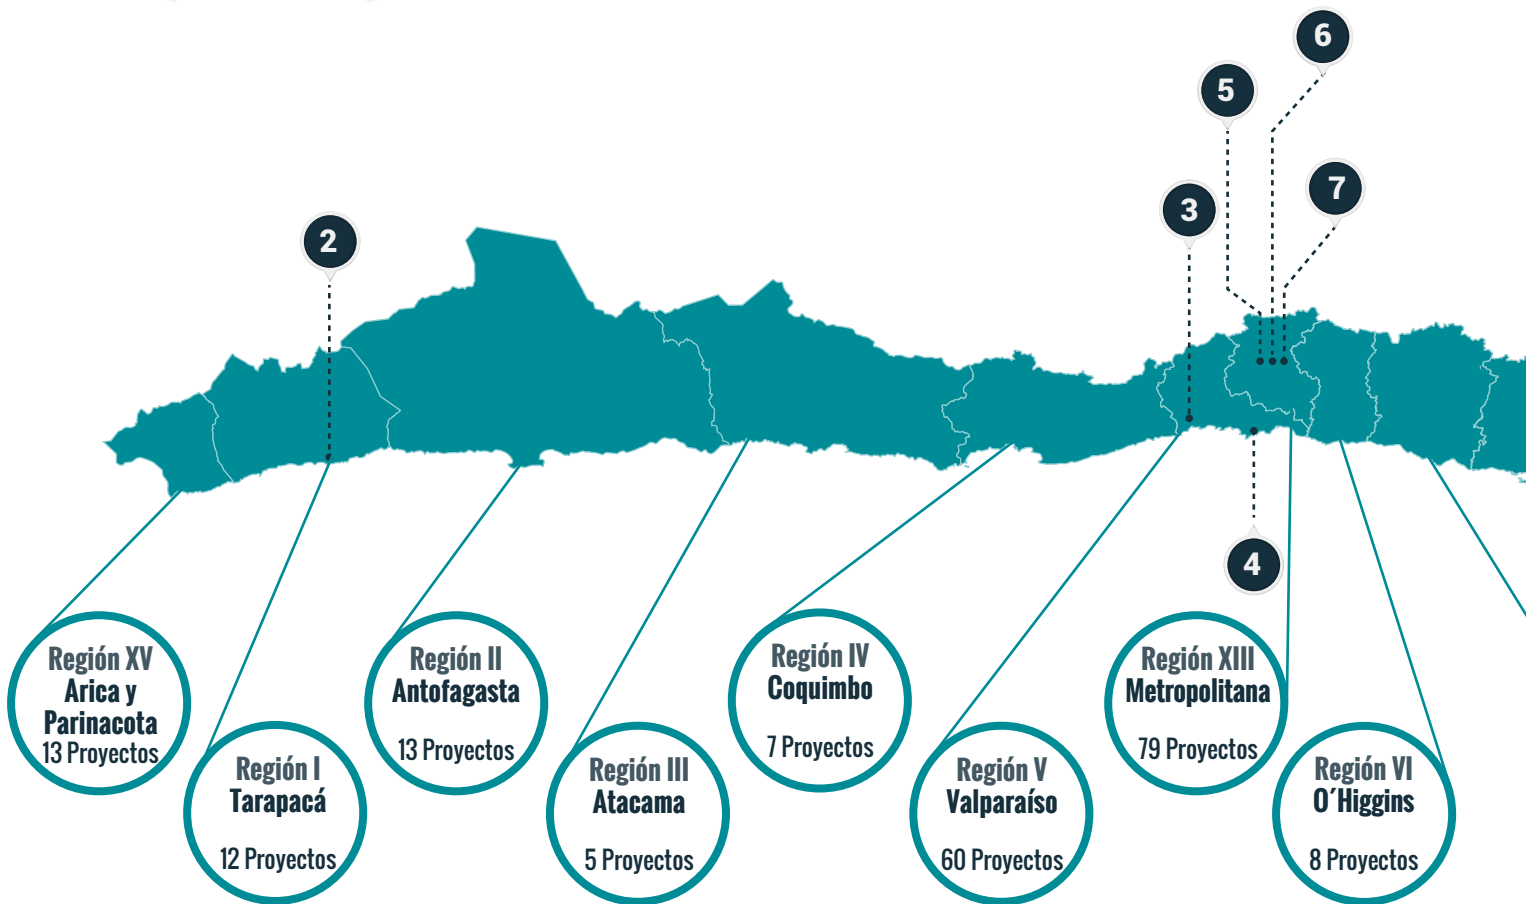 6
5
7
3
2
4
Región XV
Arica y
Parinacota
13 Proyectos
Región I
Tarapacá
12 Proyectos
Región II
Antofagasta
13 Proyectos
Región III
Atacama
5 Proyectos
Región IV
Coquimbo
7 Proyectos
Región V
Valparaíso
60 Proyectos
Región XIII
Metropolitana
79 Proyectos
Región VI
O´Higgins
8 Proyectos